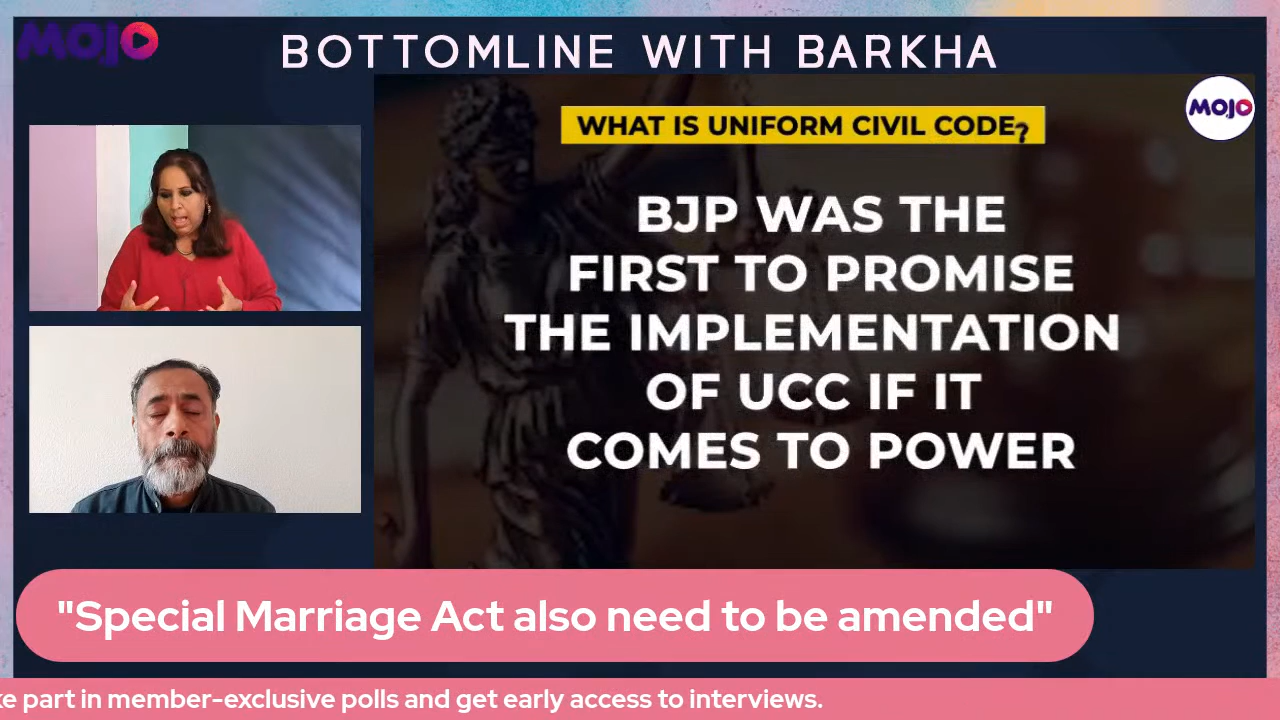 MOJO
BOTTOMLINE WITH BARKHA
MOJO
WHAT IS UNIFORM CIVIL CODE?
BJP WAS THE
FIRST TO PROMISE
THE IMPLEMENTATION
OF UCC IF IT
COMES TO POWER
"Special Marriage Act also need to be amended"
part in member-exclusive polls and get early access to interviews.